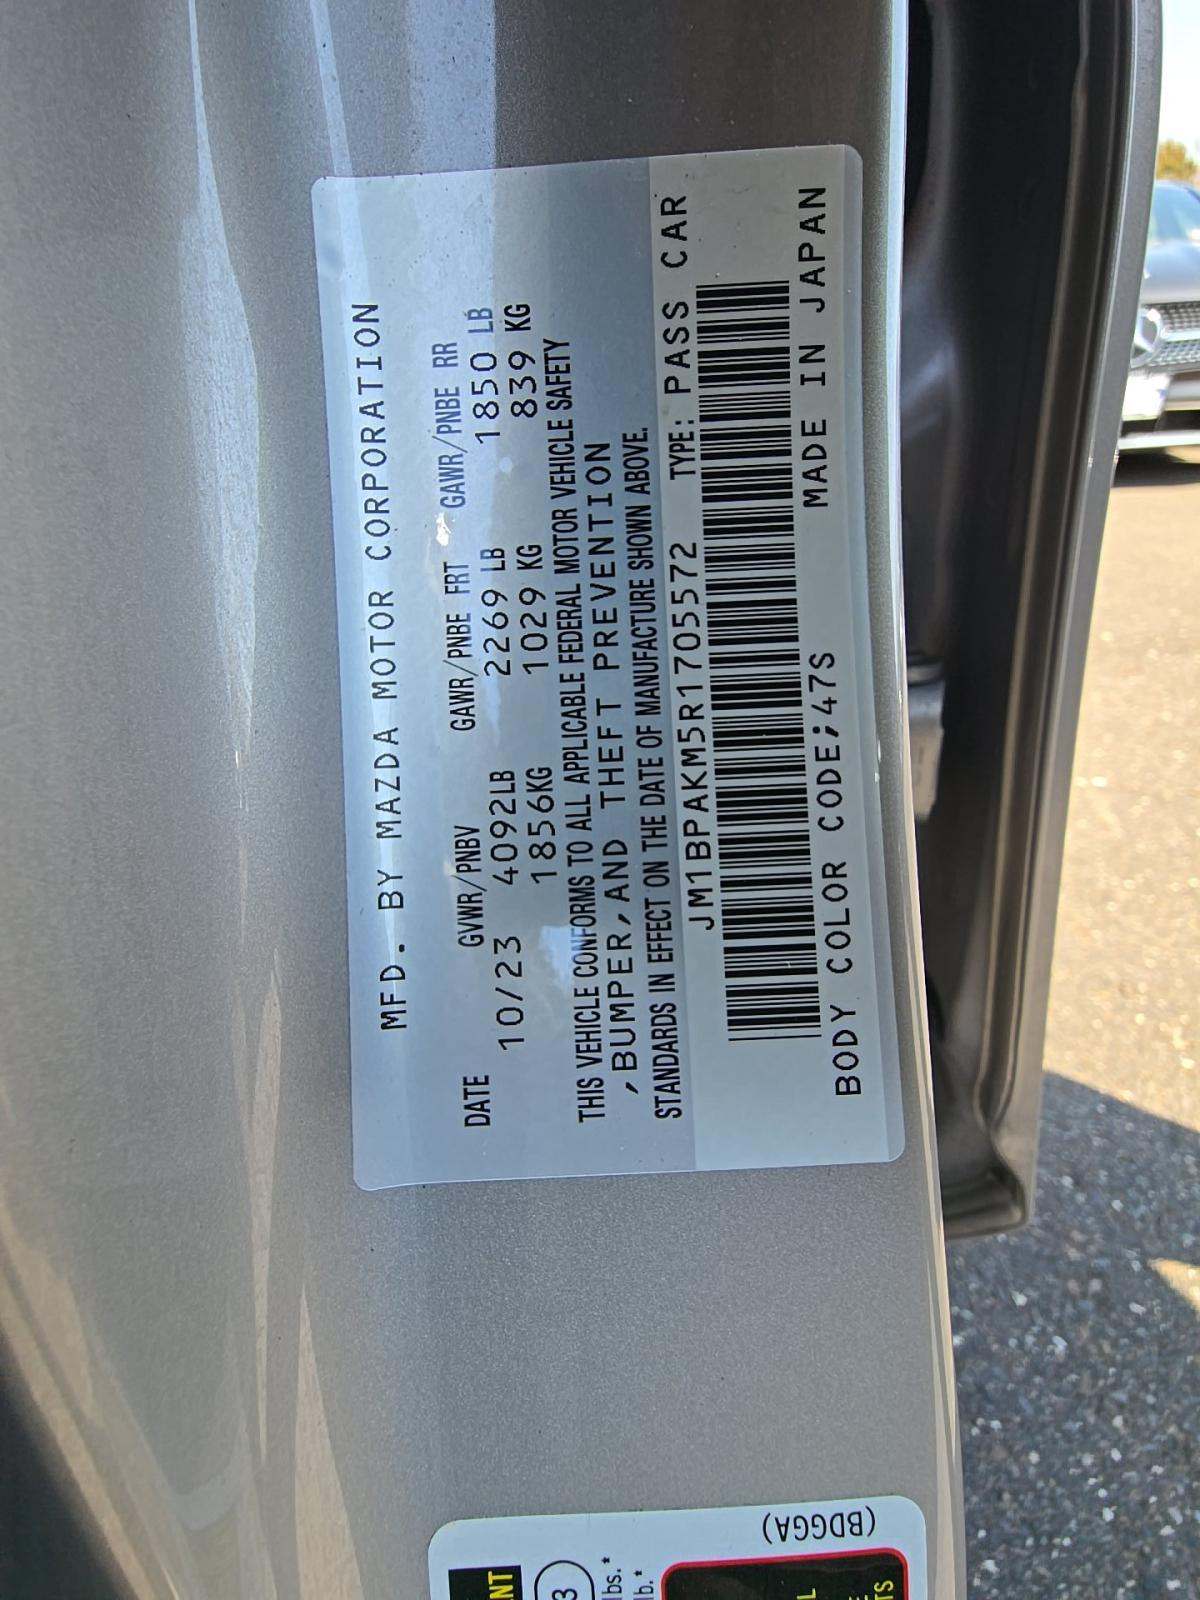 MFD. BY MAZDA MOTOR CORPORATION
DATE GVWR/PNBV GAWR/PNBE FRT GAWR/PNBE RR
10/23 4092LB 2269 LB 1850 LB
1856KG 1029 KG 839 KG
THIS VEHICLE CONFORMS TO ALL APPLICABLE FEDERAL MOTOR VEHICLE SAFETY
,BUMPER,AND THEFT PREVENTION
STANDARDS IN EFFECT ON THE DATE OF MANUFACTURE SHOWN ABOVE.
JM1BPAKM5R1705572 TYPE: PASS CAR
BODY COLOR CODE;47S MADE IN JAPAN
(BDGGA)
lbs.*
lb.*